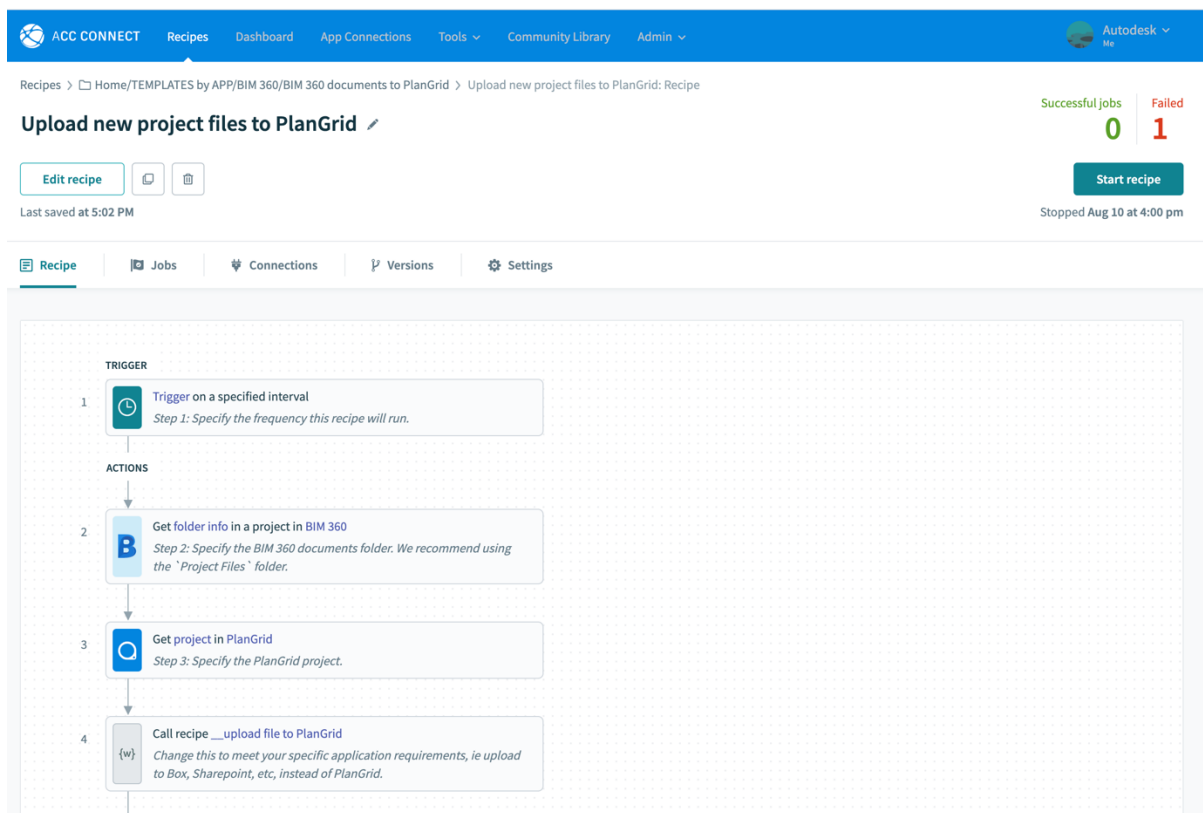 ACC CONNECT Recipes Dashboard App Connections Tools Community Library Admin Autodesk
Me
Recipes > Home/TEMPLATES by APP/BIM 360/BIM 360 documents to PlanGrid > Upload new project files to PlanGrid: Recipe
Successful jobs Failed
Upload new project files to PlanGrid
0 1
Edit recipe
Start recipe
Last saved at 5:02 PM
Stopped Aug 10 at 4:00 pm
Recipe Jobs Connections Versions Settings
TRIGGER
1
Trigger on a specified interval
Step 1: Specify the frequency this recipe will run.
ACTIONS
2
Get folder info in a project in BIM 360
B
Step 2: Specify the BIM 360 documents folder. We recommend using
the `Project Files` folder.
3
Get project in PlanGrid
Step 3: Specify the PlanGrid project.
4
Call recipe __upload file to PlanGrid
{w}
Change this to meet your specific application requirements, ie upload
to Box, Sharepoint, etc, instead of PlanGrid.